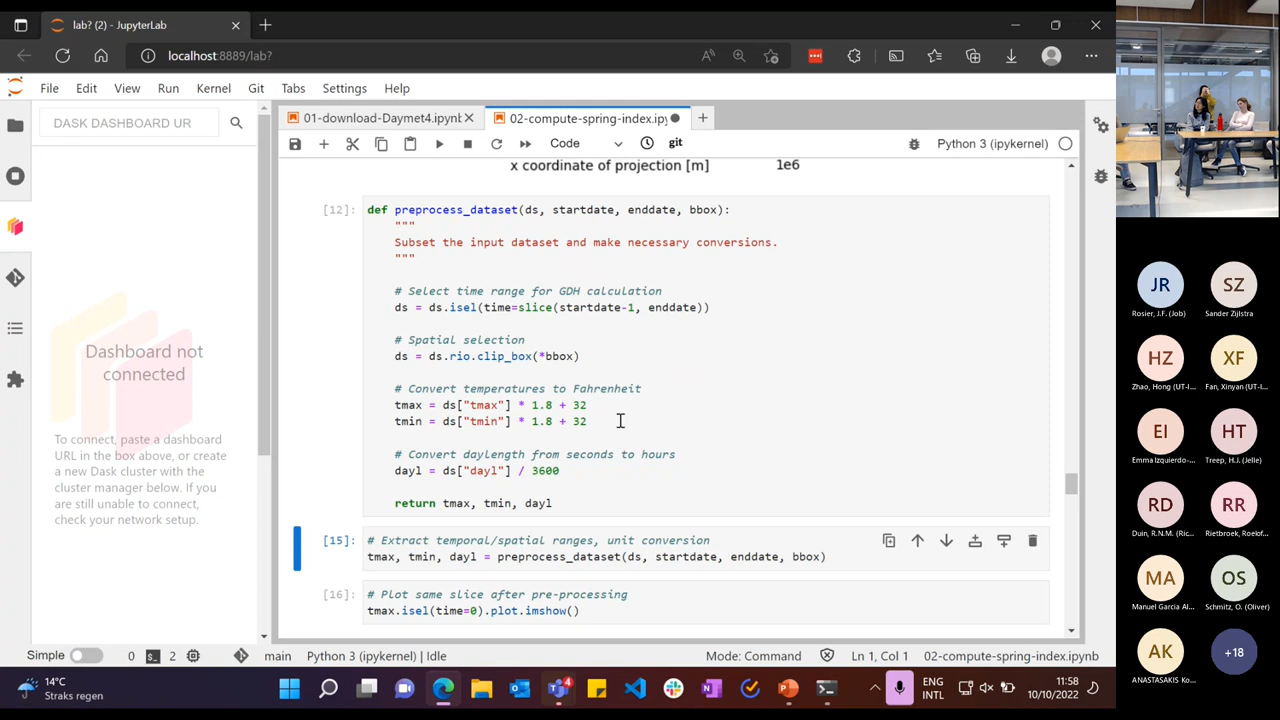 lab? (2) - JupyterLab
localhost:8889/lab?
File Edit View Run Kernel Git Tabs Settings Help
DASK DASHBOARD UR
01-download-Daymet4.ipynb
02-compute-spring-index.ipy
Code
git
Python 3 (ipykernel)
x coordinate of projection [m] 1e6
[12]: def preprocess_dataset(ds, startdate, enddate, bbox):
"""
Subset the input dataset and make necessary conversions.
"""
# Select time range for GDH calculation
ds = ds.isel(time=slice(startdate-1, enddate))
# Spatial selection
ds = ds.rio.clip_box(*bbox)
# Convert temperatures to Fahrenheit
tmax = ds["tmax"] * 1.8 + 32
tmin = ds["tmin"] * 1.8 + 32
# Convert daylength from seconds to hours
dayl = ds["dayl"] / 3600
return tmax, tmin, dayl
[15]: # Extract temporal/spatial ranges, unit conversion
tmax, tmin, dayl = preprocess_dataset(ds, startdate, enddate, bbox)
[16]: # Plot same slice after pre-processing
tmax.isel(time=0).plot.imshow()
Dashboard not
connected
To connect, paste a dashboard
URL in the box above, or create
a new Dask cluster with the
cluster manager below. If you
are still unable to connect,
check your network setup.
Simple 0 2 main Python 3 (ipykernel) | Idle Mode: Command Ln 1, Col 1 02-compute-spring-index.ipynb
14°C
Straks regen
4
ENG
INTL
11:58
10/10/2022
JR
Rosier, J.F. (Job)
SZ
Sander Zijlstra
HZ
Zhao, Hong (UT-I...
XF
Fan, Xinyan (UT-I...
EI
Emma Izquierdo-...
HT
Treep, H.J. (Jelle)
RD
Duin, R.N.M. (Ric...
RR
Rietbroek, Roelof...
MA
Manuel Garcia Al...
OS
Schmitz, O. (Oliver)
AK
ANASTASAKIS Ko...
+18